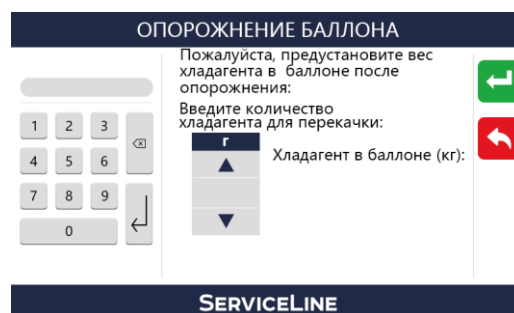 ОПОРОЖНЕНИЕ БАЛЛОНА
Пожалуйста, предустановите вес
хладагента в баллоне после
опорожнения:
Введите количество
хладагента для перекачки:
г
Хладагент в баллоне (кг):
1 2 3
4 5 6
7 8 9
0
SERVICELINE